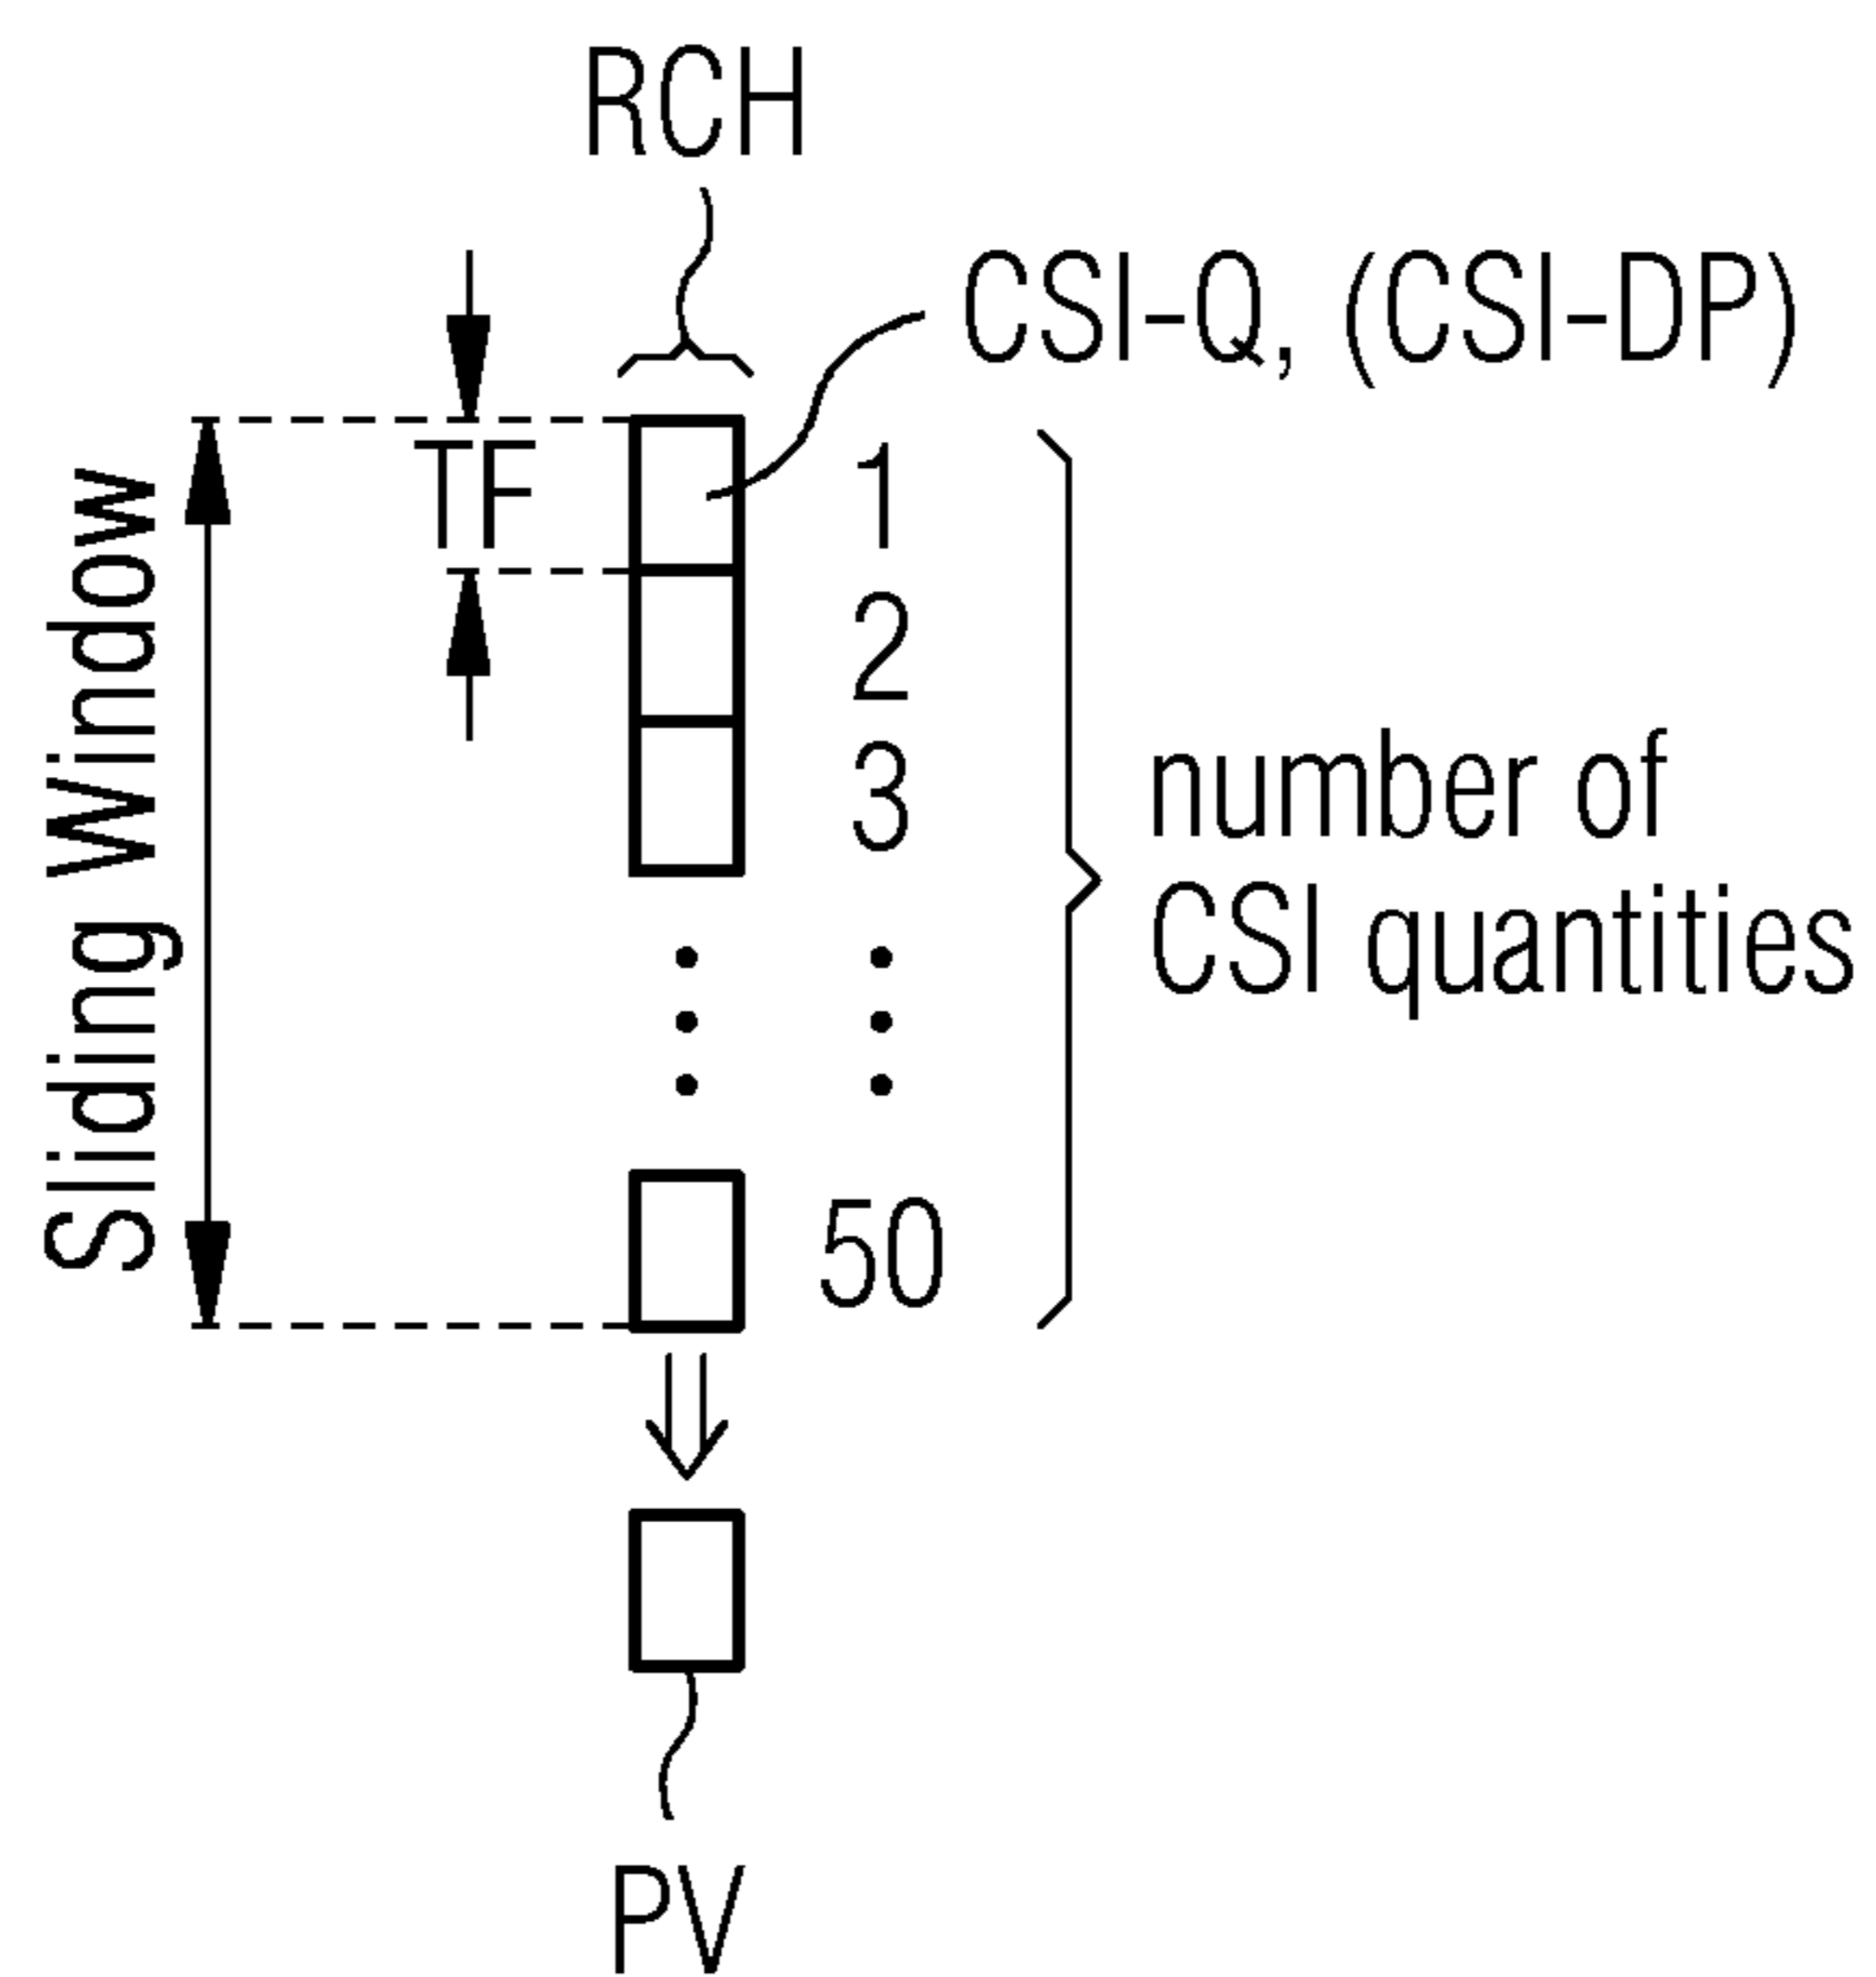 RCH
CSI-Q, (CSI-DP)
TF
1
2
3
50
Sliding Window
number of
CSI quantities
PV